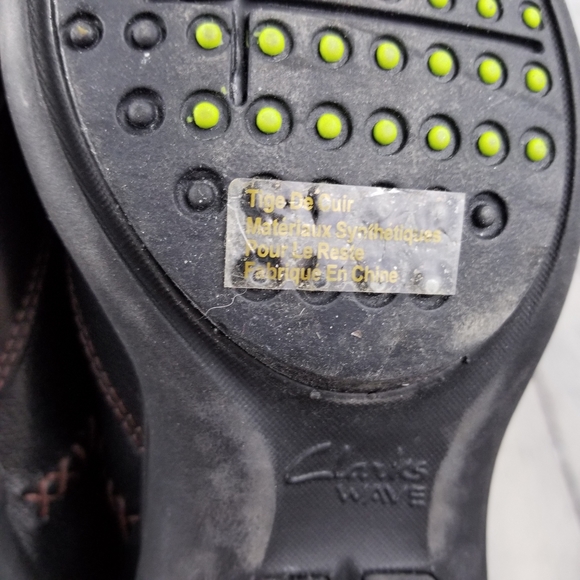 Tige De Cuir
Materiaux Synthetiques
Pour Le Reste
Fabrique En Chine
Clarks
WAVE